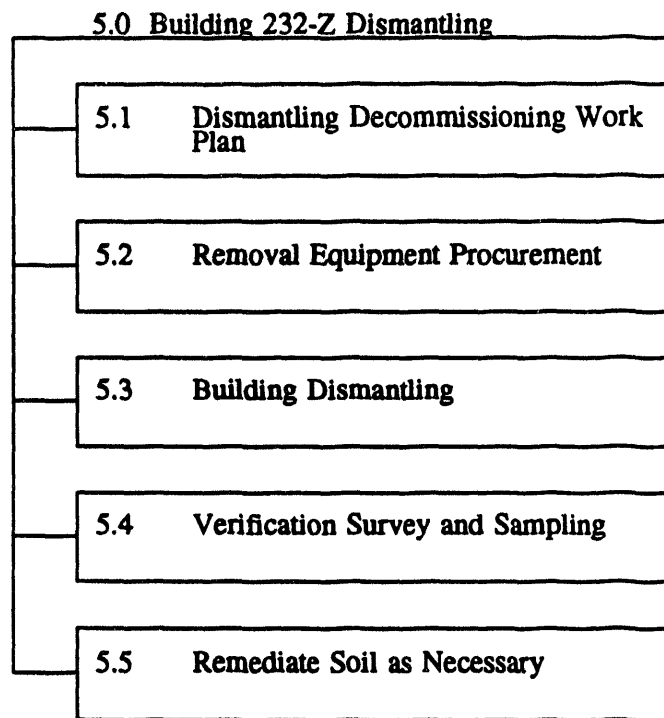 5.0 Building 232-Z Dismantling
5.1 Dismantling Decommissioning Work
Plan
5.2 Removal Equipment Procurement
5.3 Building Dismantling
5.4 Verification Survey and Sampling
5.5 Remediate Soil as Necessary